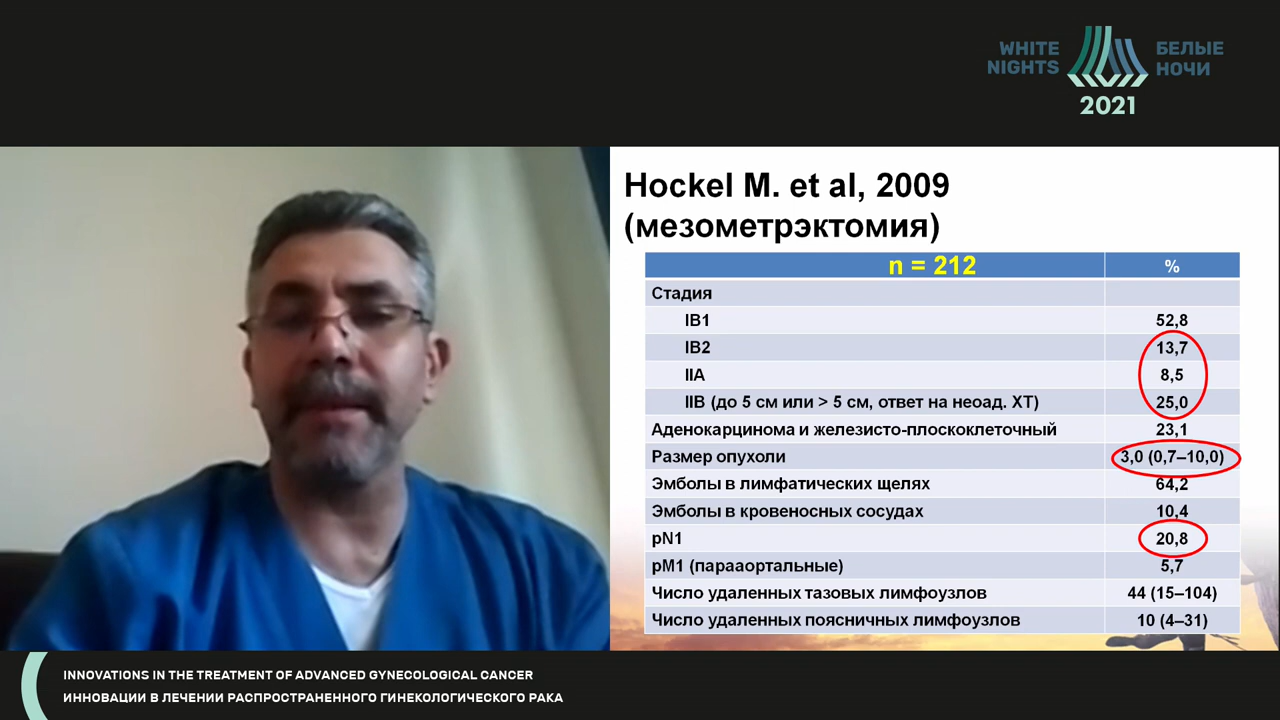 WHITE NIGHTS
БЕЛЫЕ НОЧИ
2021
Hockel M. et al, 2009
(мезометрэктомия)
n = 212 %
Стадия
IB1 52,8
IB2 13,7
IIA 8,5
IIB (до 5 см или > 5 см, ответ на неоад. ХТ) 25,0
Аденокарцинома и железисто-плоскоклеточный 23,1
Размер опухоли 3,0 (0,7–10,0)
Эмболы в лимфатических щелях 64,2
Эмболы в кровеносных сосудах 10,4
pN1 20,8
pM1 (парааортальные) 5,7
Число удаленных тазовых лимфоузлов 44 (15–104)
Число удаленных поясничных лимфоузлов 10 (4–31)
INNOVATIONS IN THE TREATMENT OF ADVANCED GYNECOLOGICAL CANCER
ИННОВАЦИИ В ЛЕЧЕНИИ РАСПРОСТРАНЕННОГО ГИНЕКОЛОГИЧЕСКОГО РАКА